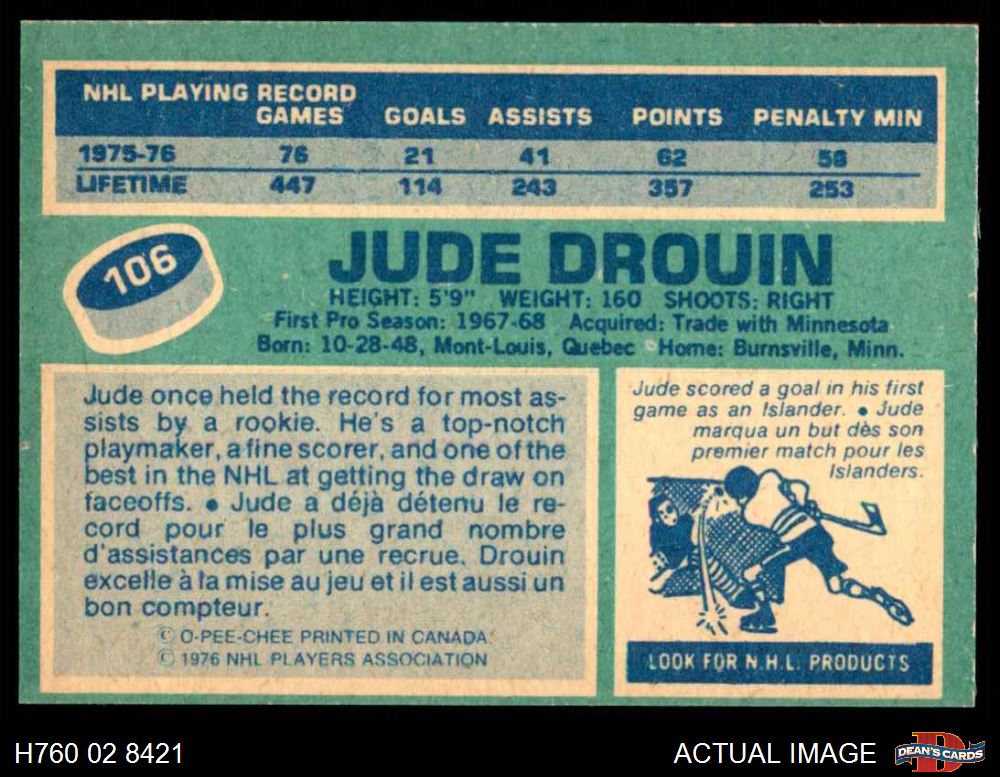 NHL PLAYING RECORD
GAMES GOALS ASSISTS POINTS PENALTY MIN
1975-76 76 21 41 62 58
LIFETIME 447 114 243 357 253
106
JUDE DROUIN
HEIGHT: 5'9" WEIGHT: 160 SHOOTS: RIGHT
First Pro Season: 1967-68 Acquired: Trade with Minnesota
Born: 10-28-48, Mont-Louis, Quebec Home: Burnsville, Minn.
Jude once held the record for most as-
sists by a rookie. He's a top-notch
playmaker, a fine scorer, and one of the
best in the NHL at getting the draw on
faceoffs. • Jude a déjà détenu le re-
cord pour le plus grand nombre
d'assistances par une recrue. Drouin
excelle à la mise au jeu et il est aussi un
bon compteur.
© O-PEE-CHEE PRINTED IN CANADA.
© 1976 NHL PLAYERS ASSOCIATION
Jude scored a goal in his first
game as an Islander. • Jude
marqua un but dès son
premier match pour les
Islanders.
LOOK FOR N.H.L. PRODUCTS
H760 02 8421
ACTUAL IMAGE
D
DEAN'S CARDS